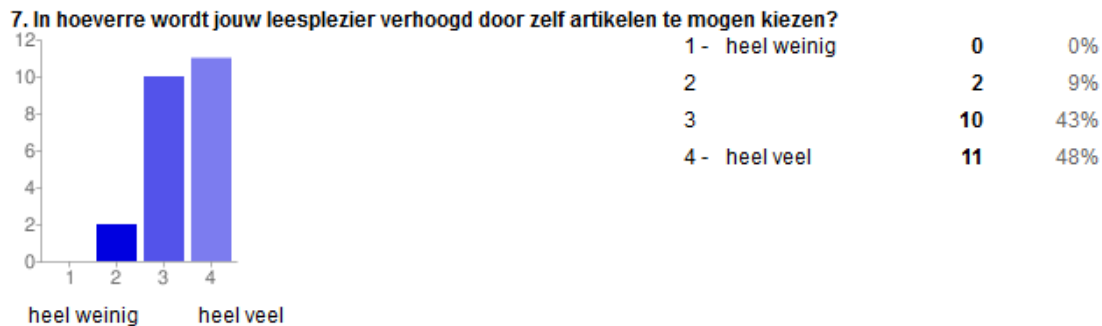 7. In hoeverre wordt jouw leesplezier verhoogd door zelf artikelen te mogen kiezen?
12
10
8
6
4
2
0
1 2 3 4
heel weinig heel veel
1 - heel weinig 0 0%
2 2 9%
3 10 43%
4 - heel veel 11 48%